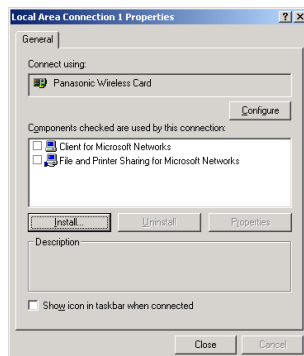 Local Area Connection 1 Properties
General
Connect using:
Panasonic Wireless Card
Configure
Components checked are used by this connection:
Client for Microsoft Networks
File and Printer Sharing for Microsoft Networks
Install...
Uninstall
Properties
Description
Show icon in taskbar when connected
Close
Cancel